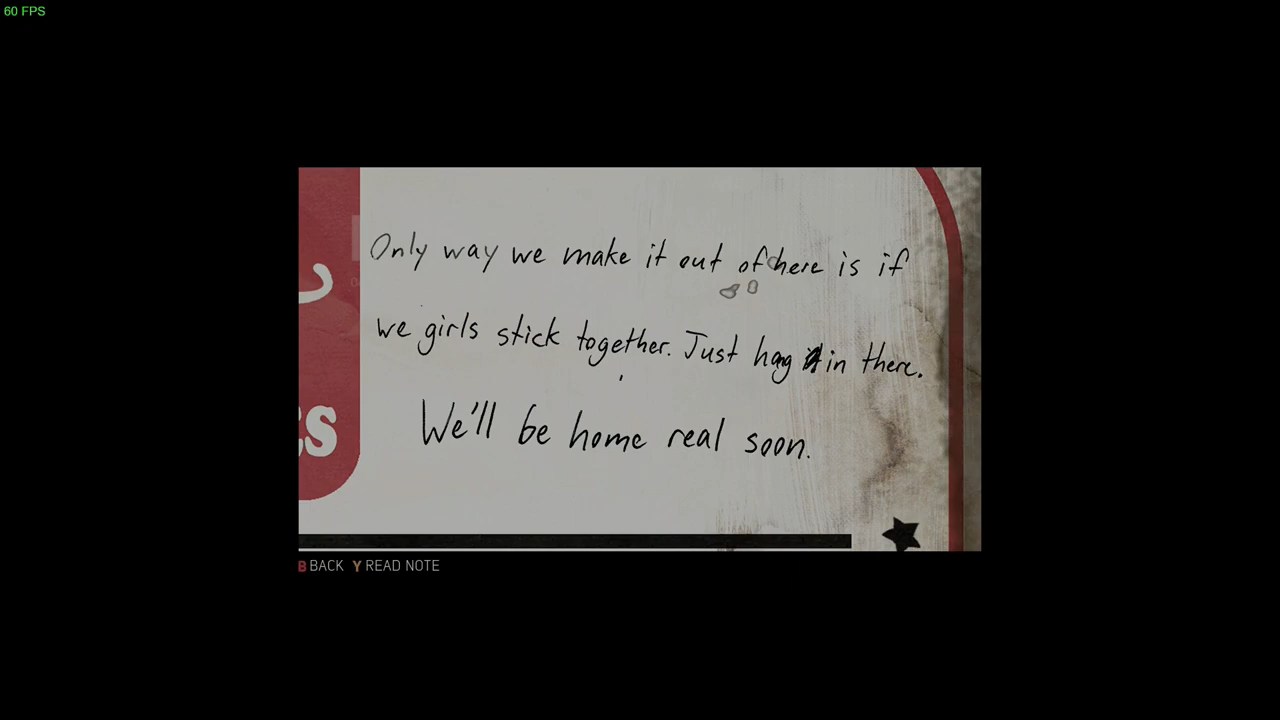 60 FPS
Only way we make it out of here is if
we girls stick together. Just hang in there.
We'll be home real soon.
ES
B BACK Y READ NOTE